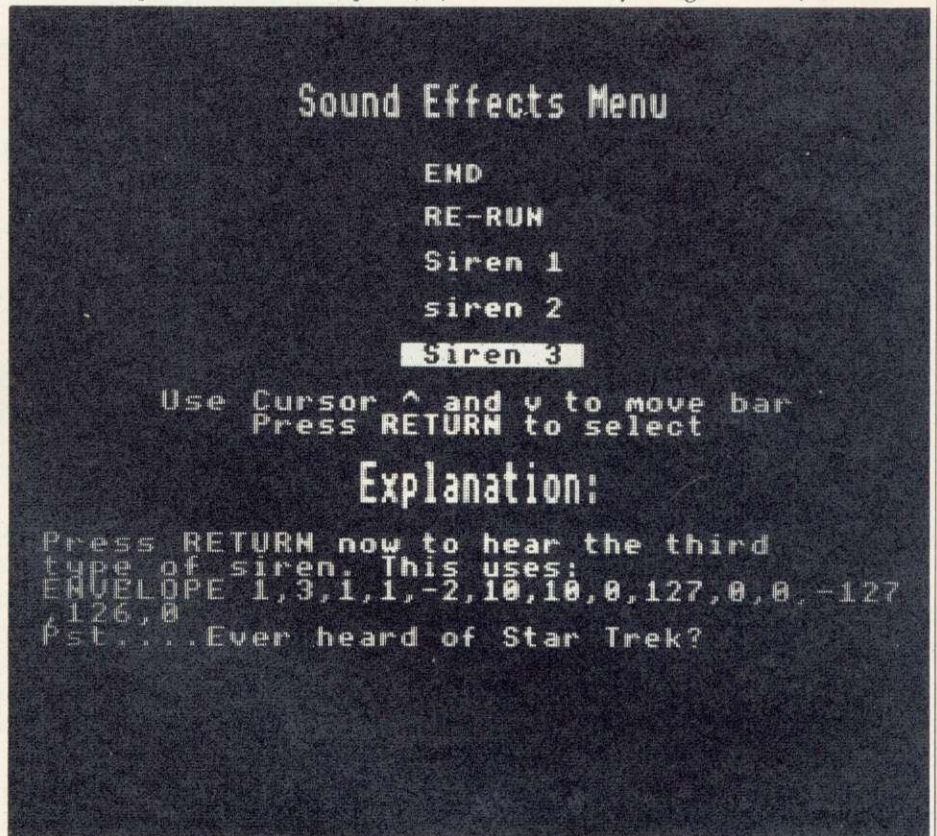 Sound Effects Menu
END
RE-RUN
Siren 1
siren 2
Siren 3
Use Cursor ^ and v to move bar
Press RETURN to select
Explanation:
Press RETURN now to hear the third
type of siren. This uses:
ENVELOPE 1,3,1,1,-2,10,10,0,127,0,0,-127
,126,0
Pst....Ever heard of Star Trek?